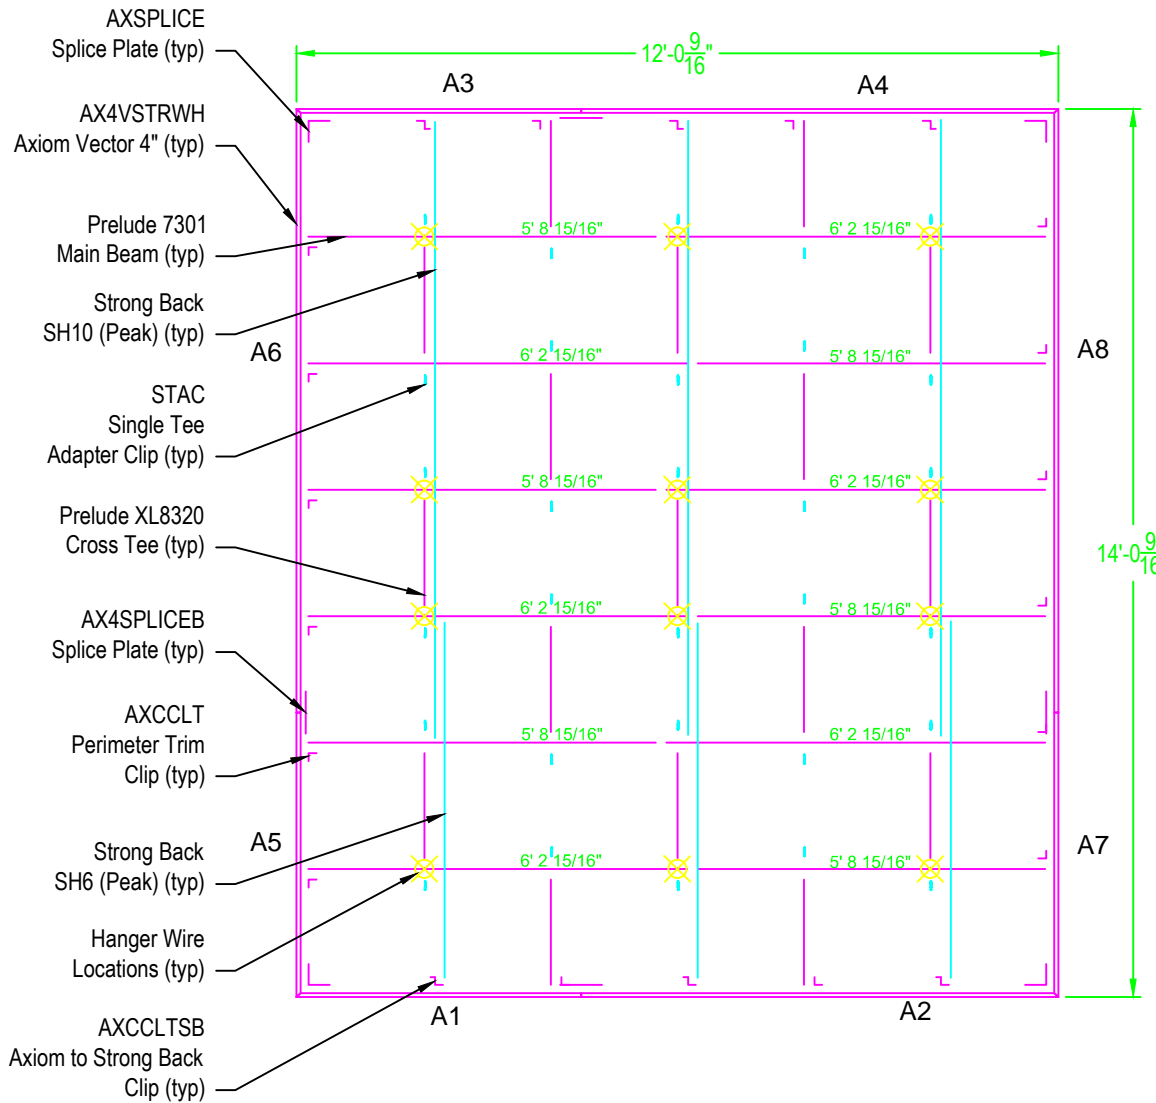 AXSPLICE
Splice Plate (typ)
AX4VSTRWH
Axiom Vector 4" (typ)
Prelude 7301
Main Beam (typ)
Strong Back
SH10 (Peak) (typ)
STAC
Single Tee
Adapter Clip (typ)
Prelude XL8320
Cross Tee (typ)
AX4SPLICEB
Splice Plate (typ)
AXCCLT
Perimeter Trim
Clip (typ)
Strong Back
SH6 (Peak) (typ)
Hanger Wire
Locations (typ)
AXCCLTSB
Axiom to Strong Back
Clip (typ)
12'-0 9/16"
A3
A4
5' 8 15/16"
6' 2 15/16"
A6
6' 2 15/16"
5' 8 15/16"
A8
5' 8 15/16"
6' 2 15/16"
14'-0 9/16
6' 2 15/16"
5' 8 15/16"
5' 8 15/16"
6' 2 15/16"
A5
6' 2 15/16"
5' 8 15/16"
A7
A1
A2